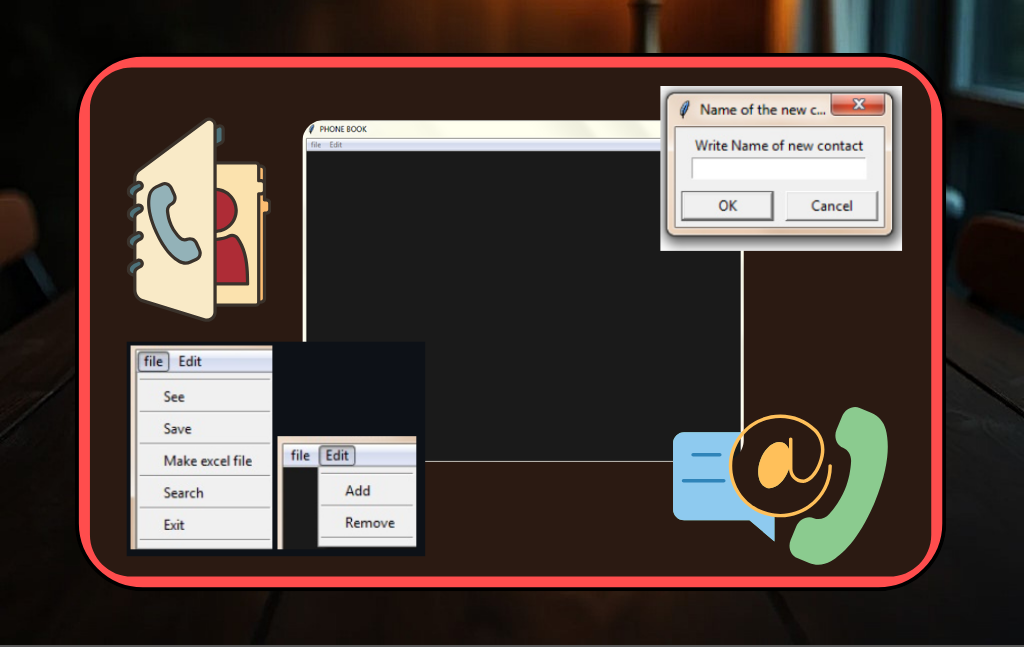 PHONE BOOK
file Edit
Name of the new c...
Write Name of new contact
OK Cancel
file Edit
See
Save
Make excel file
Search
Exit
file Edit
Add
Remove
@